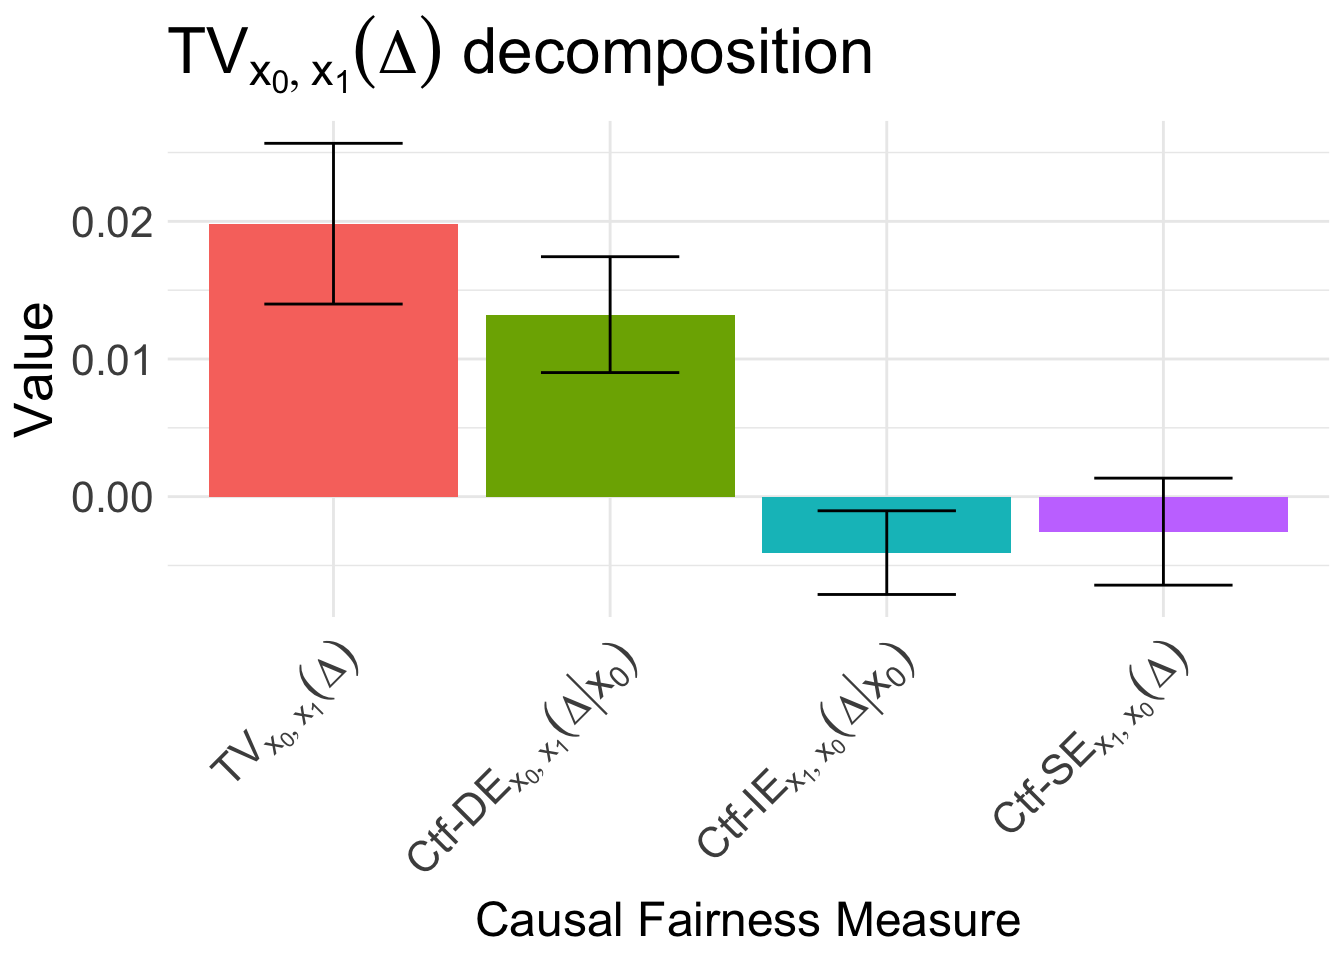 TVx₀, x₁(Δ) decomposition
Value
0.02
0.01
0.00
TVx₀, x₁(Δ)
Ctf-DEx₀, x₁(Δ|x₀)
Ctf-IEx₁, x₀(Δ|x₀)
Ctf-SEx₁, x₀(Δ)
Causal Fairness Measure